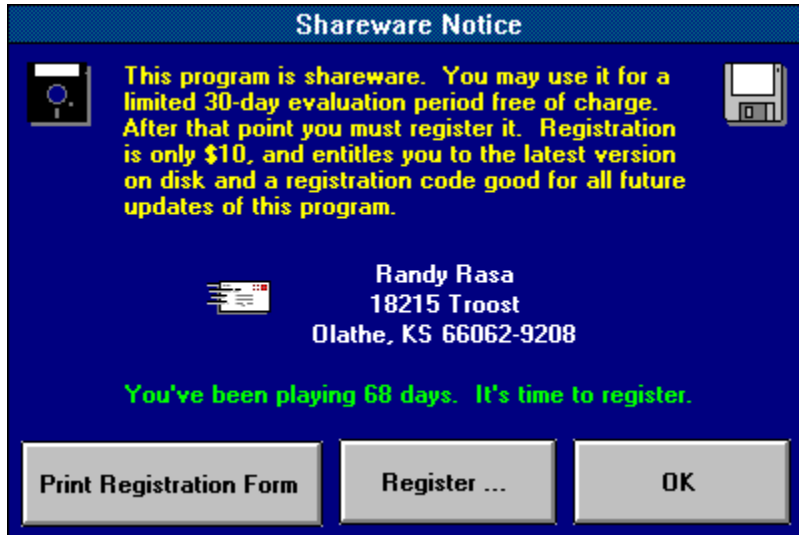 Shareware Notice
This program is shareware.  You may use it for a
limited 30-day evaluation period free of charge.
After that point you must register it.  Registration
is only $10, and entitles you to the latest version
on disk and a registration code good for all future
updates of this program.
Randy Rasa
18215 Troost
Olathe, KS 66062-9208
You've been playing 68 days.  It's time to register.
Print Registration Form
Register ...
OK